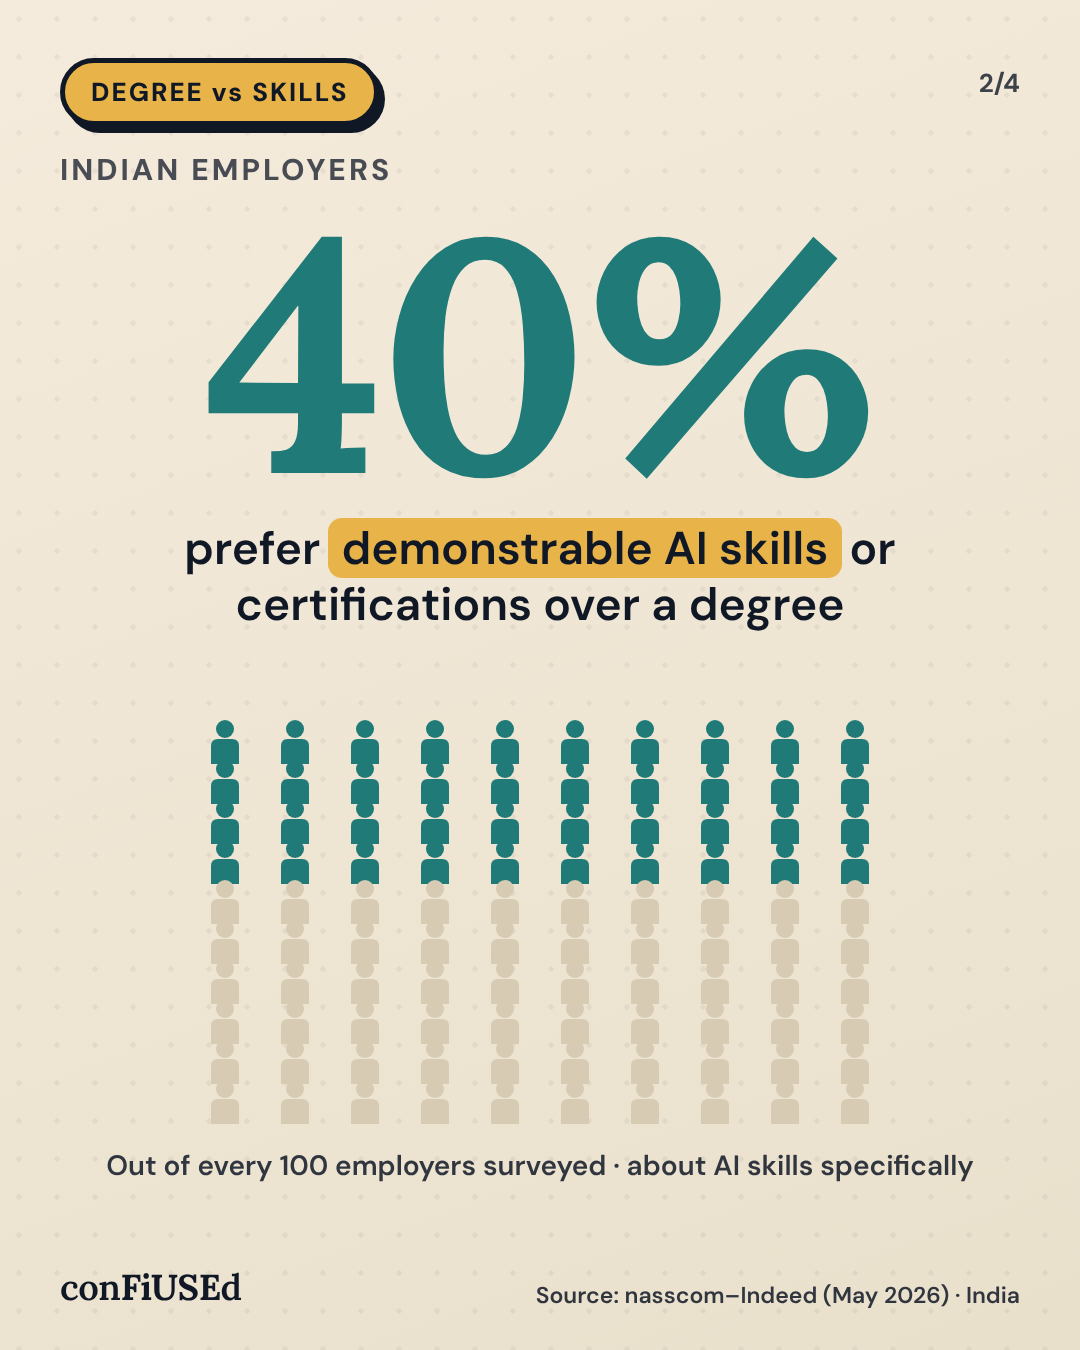 DEGREE vs SKILLS
2/4
INDIAN EMPLOYERS
40%
prefer demonstrable AI skills or
certifications over a degree
Out of every 100 employers surveyed · about AI skills specifically
conFiUSEd
Source: nasscom–Indeed (May 2026) · India